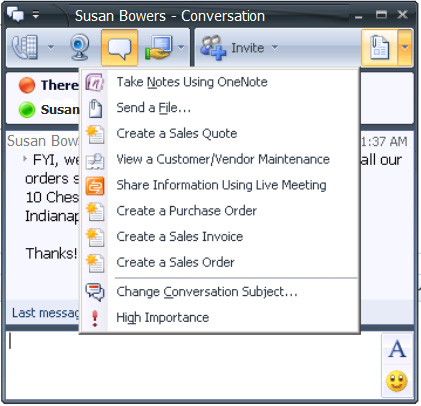 Susan Bowers - Conversation
Invite
There
Susan
Susan Bow
1:37 AM
FYI, we
all our
orders s
10 Ches
Indianap
Thanks!
Last messag
Take Notes Using OneNote
Send a File...
Create a Sales Quote
View a Customer/Vendor Maintenance
Share Information Using Live Meeting
Create a Purchase Order
Create a Sales Invoice
Create a Sales Order
Change Conversation Subject...
High Importance
A